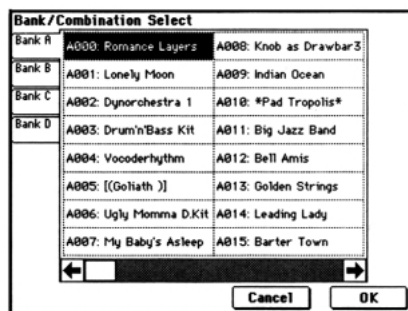 Bank/Combination Select
Bank A
Bank B
Bank C
Bank D
A000: Romance Layers
A001: Lonely Moon
A002: Dynorchestra 1
A003: Drum'n'Bass Kit
A004: Vocoderhythm
A005: [(Goliath )]
A006: Ugly Momma D.Kit
A007: My Baby's Asleep
A008: Knob as Drawbar3
A009: Indian Ocean
A010: *Pad Tropolis*
A011: Big Jazz Band
A012: Bell Amis
A013: Golden Strings
A014: Leading Lady
A015: Barter Town
Cancel
OK